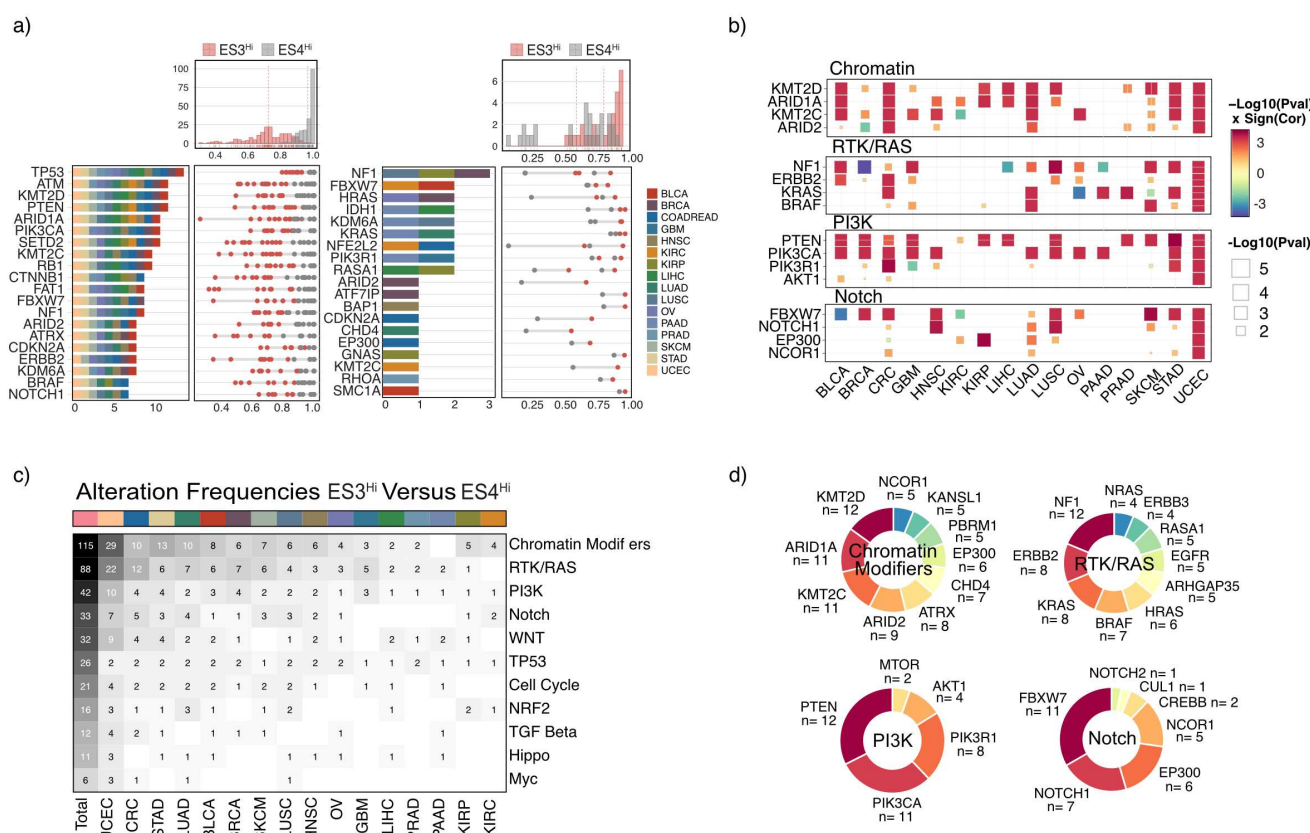 a)
ES3Hi ES4Hi
100
75
50
25
0
0.4 0.6 0.8 1.0
TP53
ATM
KMT2D
PTEN
ARID1A
PIK3CA
SETD2
KMT2C
RB1
CTNNB1
FAT1
FBXW7
NF1
ARID2
ATRX
CDKN2A
ERBB2
KDM6A
BRAF
NOTCH1
0 5 10
0.4 0.6 0.8 1.0
ES3Hi ES4Hi
6
4
2
0
0.25 0.50 0.75 1.00
NF1
FBXW7
HRAS
IDH1
KDM6A
KRAS
NFE2L2
PIK3R1
RASA1
ARID2
ATF7IP
BAP1
CDKN2A
CHD4
EP300
GNAS
KMT2C
RHOA
SMC1A
0 1 2 3
0.25 0.50 0.75 1.00
BLCA
BRCA
COADREAD
GBM
HNSC
KIRC
KIRP
LIHC
LUAD
LUSC
OV
PAAD
PRAD
SKCM
STAD
UCEC
b)
Chromatin
KMT2D
ARID1A
KMT2C
ARID2
RTK/RAS
NF1
ERBB2
KRAS
BRAF
PI3K
PTEN
PIK3CA
PIK3R1
AKT1
Notch
FBXW7
NOTCH1
EP300
NCOR1
BLCA BRCA CRC GBM HNSC KIRC KIRP LIHC LUAD LUSC OV PAAD PRAD SKCM STAD UCEC
-Log10(Pval)
x Sign(Cor)
3
0
-3
-Log10(Pval)
5
4
3
2
c)
Alteration Frequencies ES3Hi Versus ES4Hi
115 29 10 13 10 8 6 7 6 6 4 3 2 2 5 4 Chromatin Modif ers
88 22 12 6 7 6 7 6 4 3 3 5 2 2 2 1 RTK/RAS
42 10 4 4 2 3 4 2 2 2 1 3 1 1 1 1 1 PI3K
33 7 5 3 4 1 1 3 3 2 1 1 2 Notch
32 9 4 4 2 2 1 1 2 1 2 1 2 1 WNT
26 2 2 2 2 2 2 1 2 2 2 1 1 2 1 1 1 TP53
21 4 2 2 2 2 1 2 2 1 1 1 1 Cell Cycle
16 3 1 1 3 1 1 2 1 2 1 NRF2
12 4 2 1 1 1 1 1 TGF Beta
11 3 1 1 1 1 1 1 1 Hippo
6 3 1 1 1 Myc
Total UCEC CRC STAD LUAD BLCA BRCA SKCM LUSC HNSC OV GBM LIHC PRAD PAAD KIRP KIRC
d)
Chromatin
Modifiers
NCOR1
n= 5
KANSL1
n= 5
PBRM1
n= 5
EP300
n= 6
CHD4
n= 7
ATRX
n= 8
ARID2
n= 9
KMT2C
n= 11
ARID1A
n= 11
KMT2D
n= 12
RTK/RAS
NRAS
n= 4
ERBB3
n= 4
RASA1
n= 5
EGFR
n= 5
ARHGAP35
n= 5
HRAS
n= 6
BRAF
n= 7
KRAS
n= 8
ERBB2
n= 8
NF1
n= 12
PI3K
MTOR
n= 2
AKT1
n= 4
PIK3R1
n= 8
PIK3CA
n= 11
PTEN
n= 12
Notch
NOTCH2 n= 1
CUL1 n= 1
CREBB n= 2
NCOR1
n= 5
EP300
n= 6
NOTCH1
n= 7
FBXW7
n= 11